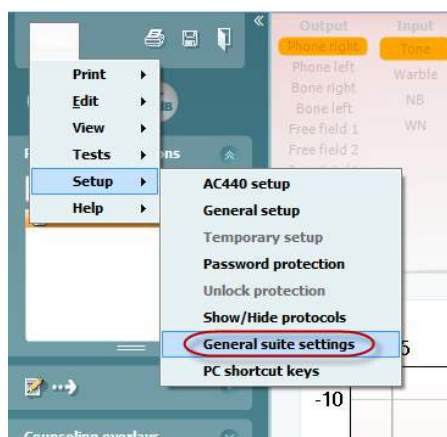 Output Input
Phone right Tone
Phone left Warble
Bone right NB
Bone left WN
Free field 1
Free field 2
Print
Edit
View
Tests
Setup
Help
dB
ns
AC440 setup
General setup
Temporary setup
Password protection
Unlock protection
Show/Hide protocols
General suite settings
PC shortcut keys
5
-10
Counseling overlays